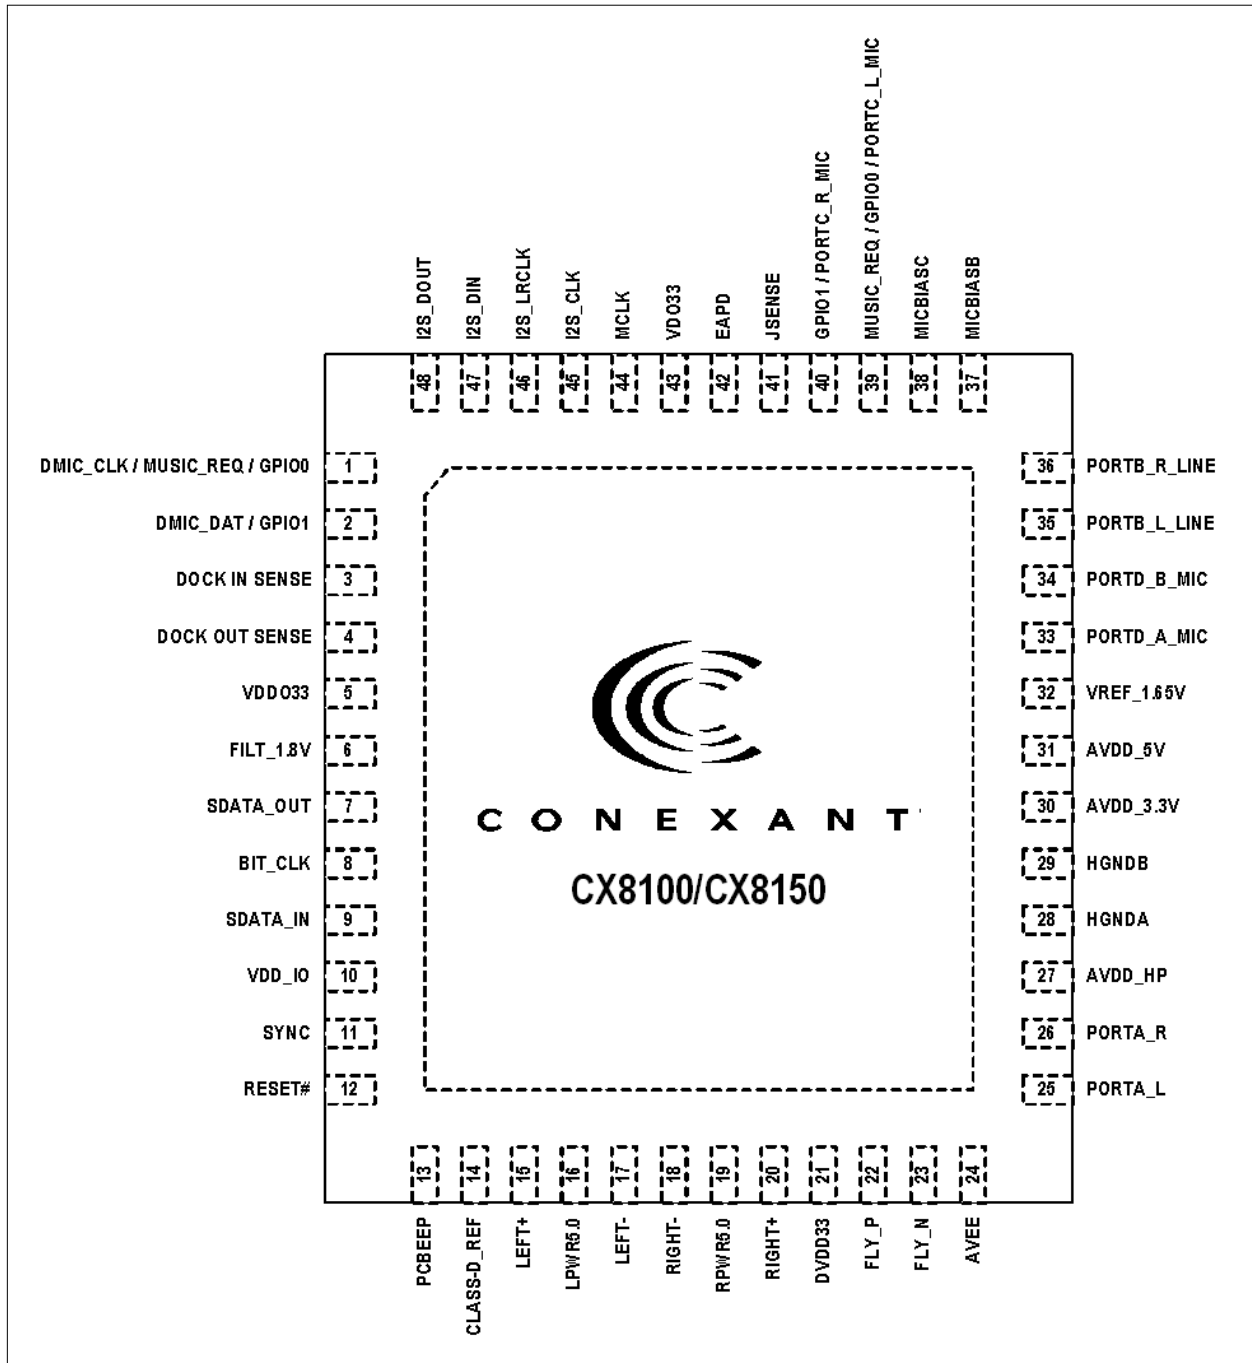 I2S_DOUT
I2S_DIN
I2S_LRCLK
I2S_CLK
MCLK
VDO33
EAPD
JSENSE
GPIO1 / PORTC_R_MIC
MUSIC_REQ / GPIO0 / PORTC_L_MIC
MICBIASC
MICBIASB
48
47
46
45
44
43
42
41
40
39
38
37
DMIC_CLK / MUSIC_REQ / GPIO0
1
DMIC_DAT / GPIO1
2
DOCK IN SENSE
3
DOCK OUT SENSE
4
VDDO33
5
FILT_1.8V
6
SDATA_OUT
7
BIT_CLK
8
SDATA_IN
9
VDD_IO
10
SYNC
11
RESET#
12
CONEXANT
CX8100/CX8150
36
PORTB_R_LINE
35
PORTB_L_LINE
34
PORTD_B_MIC
33
PORTD_A_MIC
32
VREF_1.65V
31
AVDD_5V
30
AVDD_3.3V
29
HGNDB
28
HGNDA
27
AVDD_HP
26
PORTA_R
25
PORTA_L
13
14
15
16
17
18
19
20
21
22
23
24
PCBEEP
CLASS-D_REF
LEFT+
LPWR5.0
LEFT-
RIGHT-
RPWR5.0
RIGHT+
DVDD33
FLY_P
FLY_N
AVEE